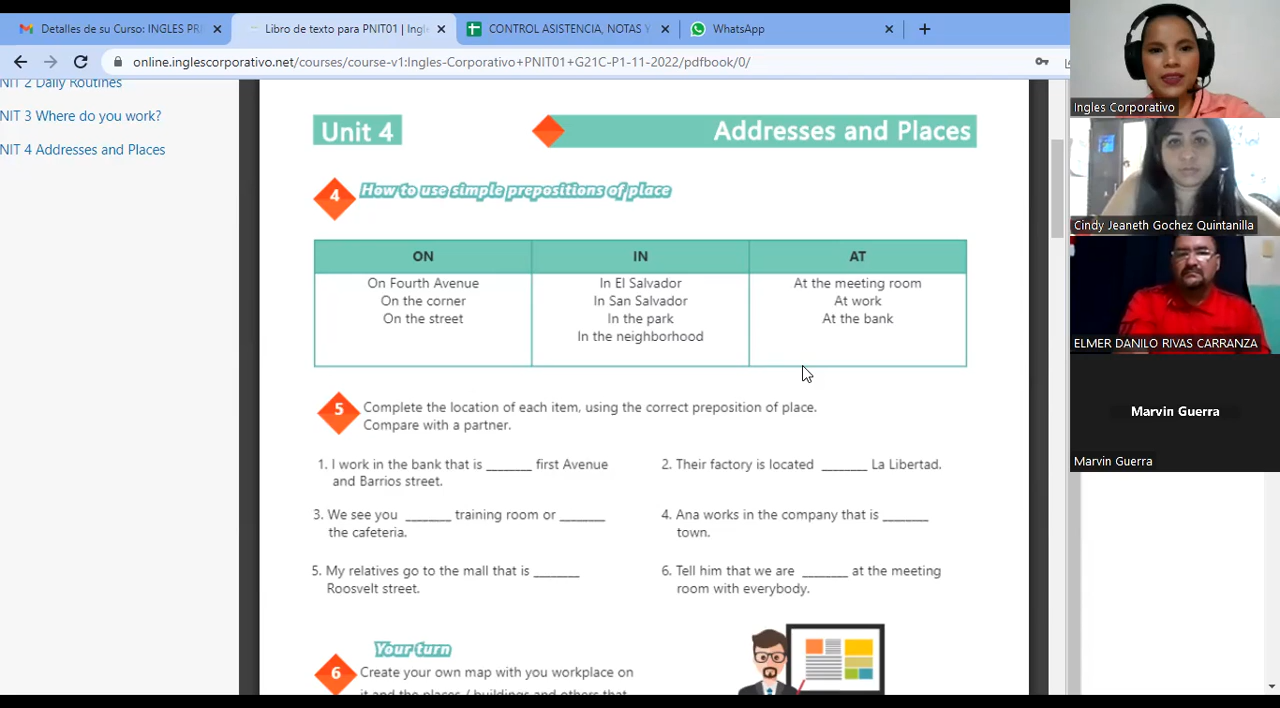 Detalles de su Curso: INGLES PRI
Libro de texto para PNIT01 | Ingl
CONTROL ASISTENCIA, NOTAS Y
WhatsApp
online.inglescorporativo.net/courses/course-v1:Ingles-Corporativo+PNIT01+G21C-P1-11-2022/pdfbook/0/
NIT 2 Daily Routines
NIT 3 Where do you work?
NIT 4 Addresses and Places
Unit 4
Addresses and Places
4
How to use simple prepositions of place
ON IN AT
On Fourth Avenue In El Salvador At the meeting room
On the corner In San Salvador At work
On the street In the park At the bank
In the neighborhood
5
Complete the location of each item, using the correct preposition of place.
Compare with a partner.
1. I work in the bank that is _______ first Avenue
and Barrios street.
2. Their factory is located _______ La Libertad.
3. We see you _______ training room or _______
the cafeteria.
4. Ana works in the company that is _______
town.
5. My relatives go to the mall that is _______
Roosvelt street.
6. Tell him that we are _______ at the meeting
room with everybody.
Your turn
6
Create your own map with you workplace on
it and the places / buildings and others that
Ingles Corporativo
Cindy Jeaneth Gochez Quintanilla
ELMER DANILO RIVAS CARRANZA
Marvin Guerra
Marvin Guerra